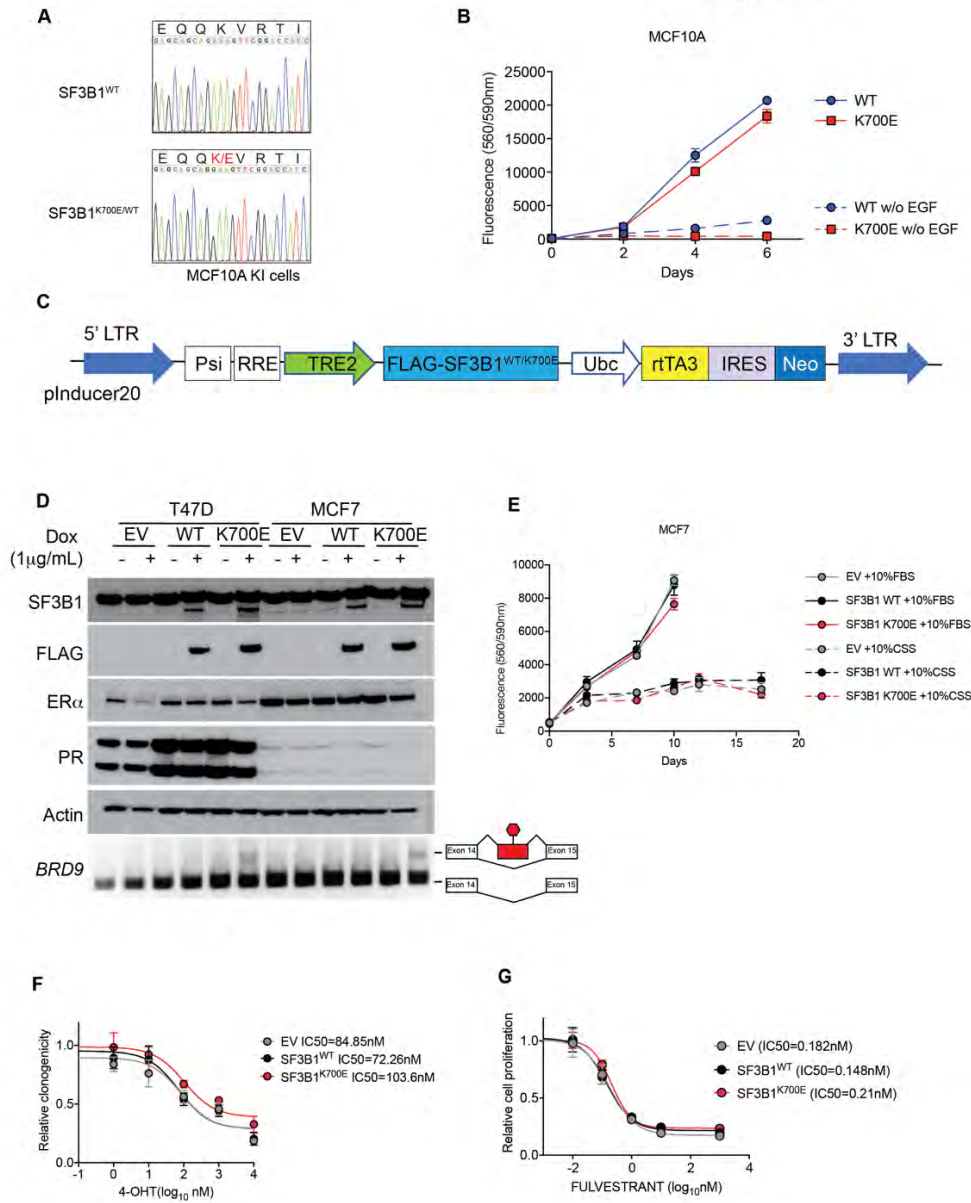 A
E Q Q K V R T I
SF3B1WT
E Q Q K/E V R T I
SF3B1K700E/WT
MCF10A KI cells
B
MCF10A
25000
20000
15000
10000
5000
0
Fluorescence (560/590nm)
0 2 4 6
Days
WT
K700E
WT w/o EGF
K700E w/o EGF
C
5' LTR
Psi
RRE
TRE2
FLAG-SF3B1WT/K700E
Ubc
rtTA3
IRES
Neo
3' LTR
pInducer20
D
T47D MCF7
EV WT K700E EV WT K700E
Dox
(1μg/mL)
- + - + - + - + - + - +
SF3B1
FLAG
ERα
PR
Actin
BRD9
Exon 14 Exon 15
Exon 14 Exon 15
E
MCF7
10000
8000
6000
4000
2000
0
Fluorescence (560/590nm)
0 5 10 15 20
Days
EV +10%FBS
SF3B1 WT +10%FBS
SF3B1 K700E +10%FBS
EV +10%CSS
SF3B1 WT +10%CSS
SF3B1 K700E +10%CSS
F
1.0
0.5
0.0
Relative clonogenicity
-1 0 1 2 3 4
4-OHT(log10 nM)
EV IC50=84.85nM
SF3B1WT IC50=72.26nM
SF3B1K700E IC50=103.6nM
G
1.0
0.5
0.0
Relative cell proliferation
-2 0 2 4
FULVESTRANT (log10nM)
EV (IC50=0.182nM)
SF3B1WT (IC50=0.148nM)
SF3B1K700E (IC50=0.21nM)